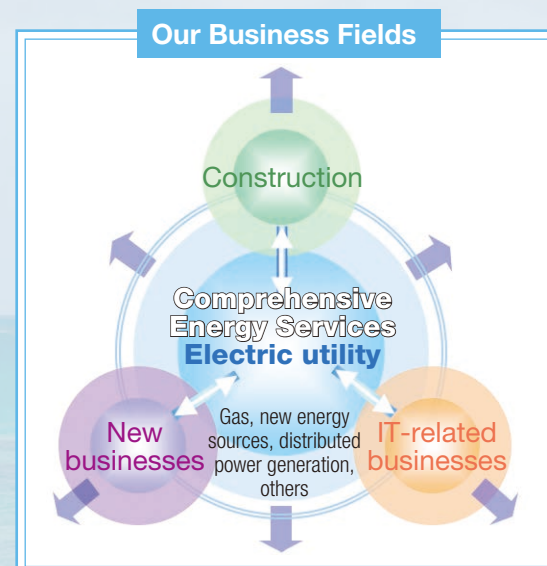 Our Business Fields
Construction
Comprehensive
Energy Services
Electric utility
Gas, new energy
sources, distributed
power generation,
others
New
businesses
IT-related
businesses